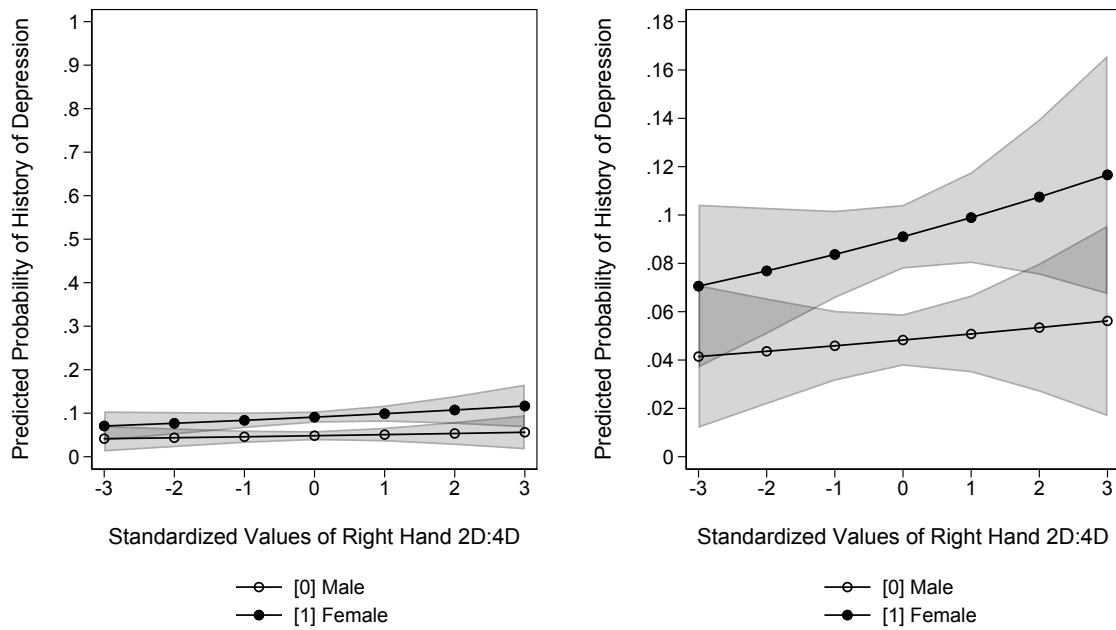 Predicted Probability of History of Depression
1
.9
.8
.7
.6
.5
.4
.3
.2
.1
0
-3 -2 -1 0 1 2 3
Standardized Values of Right Hand 2D:4D
[0] Male
[1] Female
Predicted Probability of History of Depression
.18
.16
.14
.12
.1
.08
.06
.04
.02
0
-3 -2 -1 0 1 2 3
Standardized Values of Right Hand 2D:4D
[0] Male
[1] Female